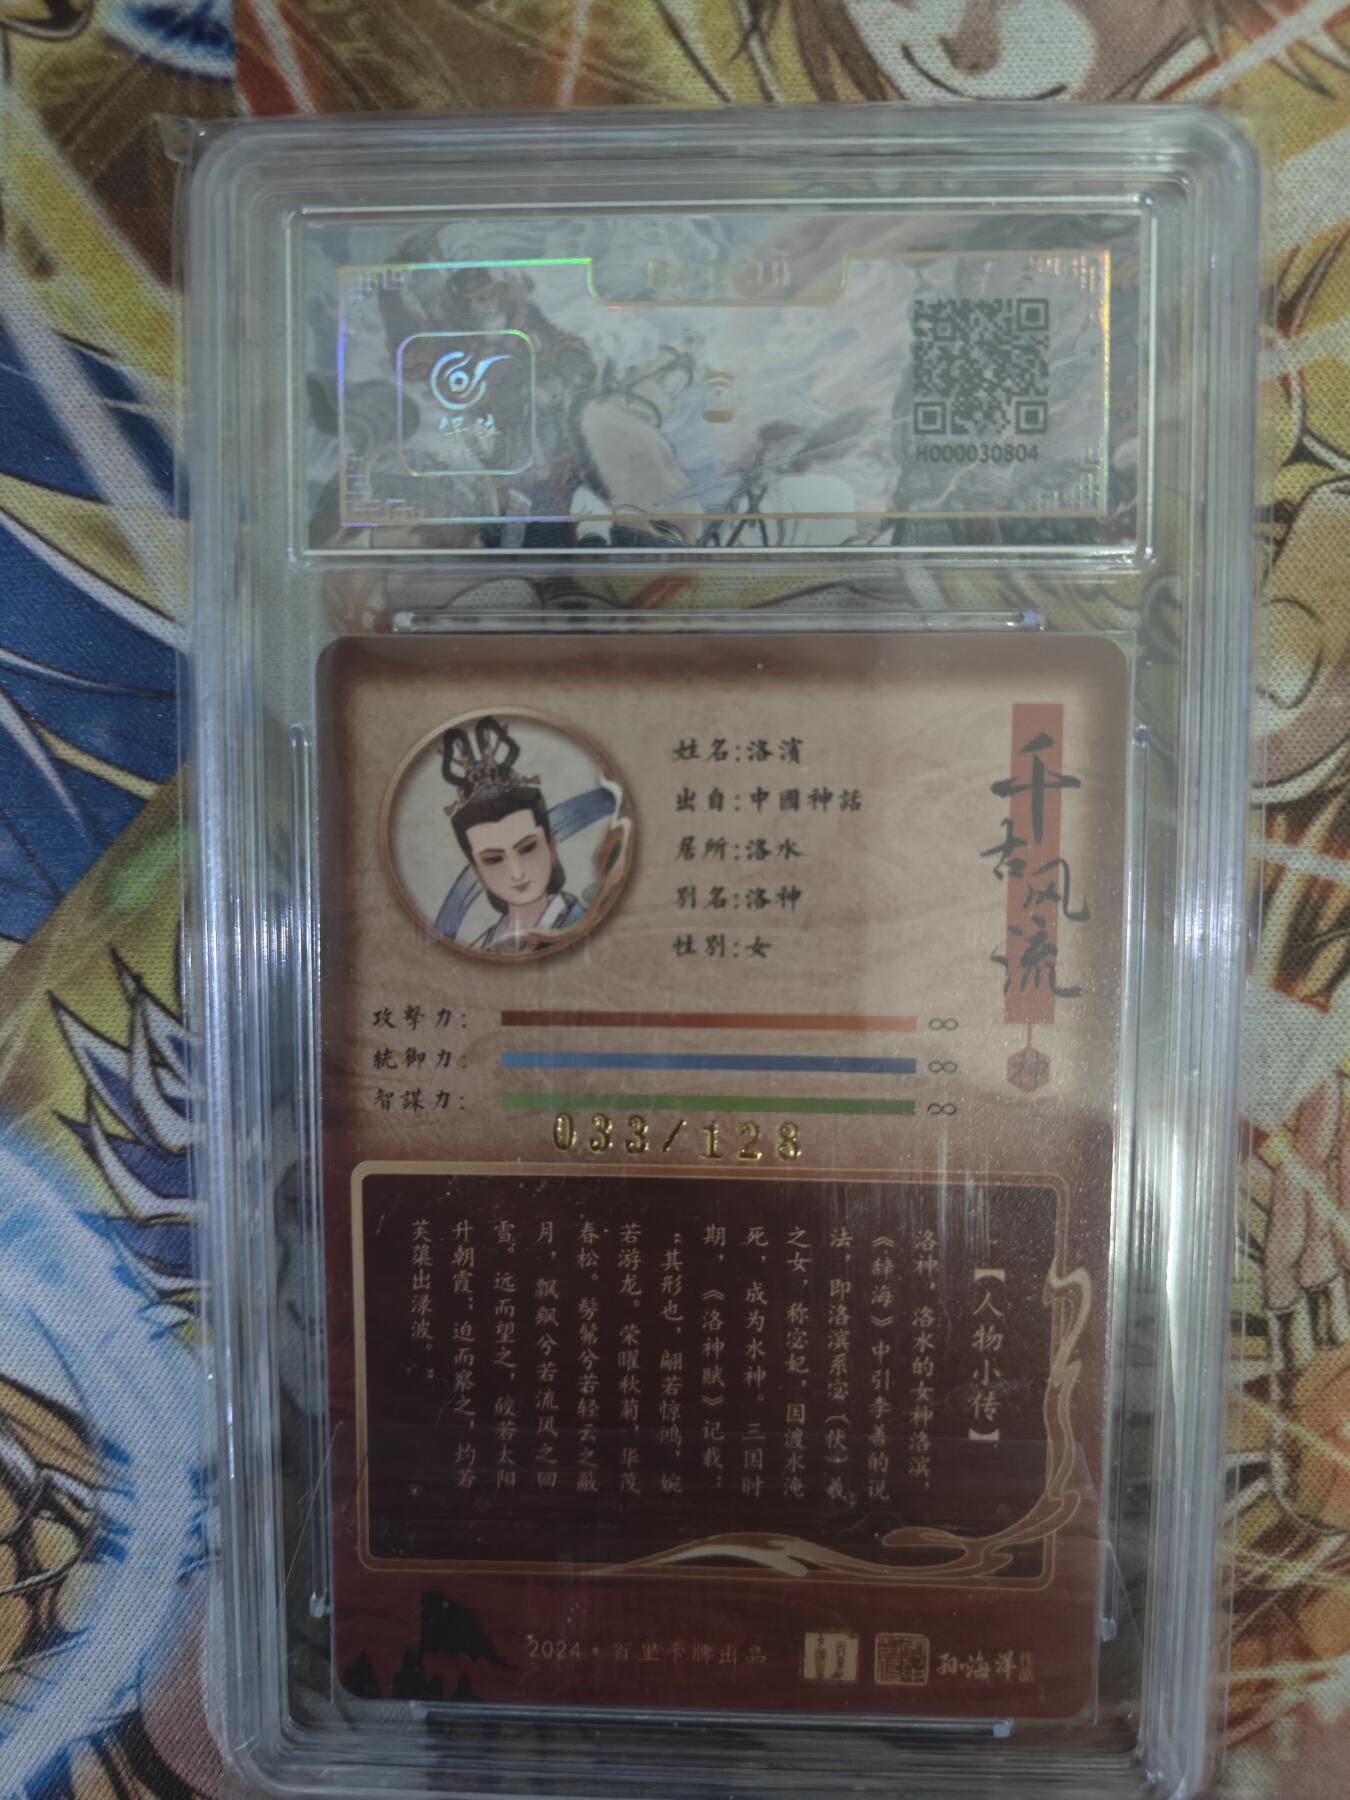 保粹
H000030804
姓名:洛濱
出自:中國神話
居所:洛水
別名:洛神
性別:女
千古风流
神
攻擊力: ∞
統御力: ∞
智謀力: ∞
033/128
【人物小传】
洛神，洛水的女神洛滨，
《辞海》中引李善的说
法，即洛滨系宓（伏）羲
之女，称宓妃，因渡水淹
死，成为水神。三国时
期，《洛神赋》记载：
“其形也，翩若惊鸿，婉
若游龙。荣曜秋菊，华茂
春松。髣髴兮若轻云之蔽
月，飘飖兮若流风之回
雪。远而望之，皎若太阳
升朝霞；迫而察之，灼若
芙蕖出渌波。”
2024·百里卡牌出品
孙海洋作品